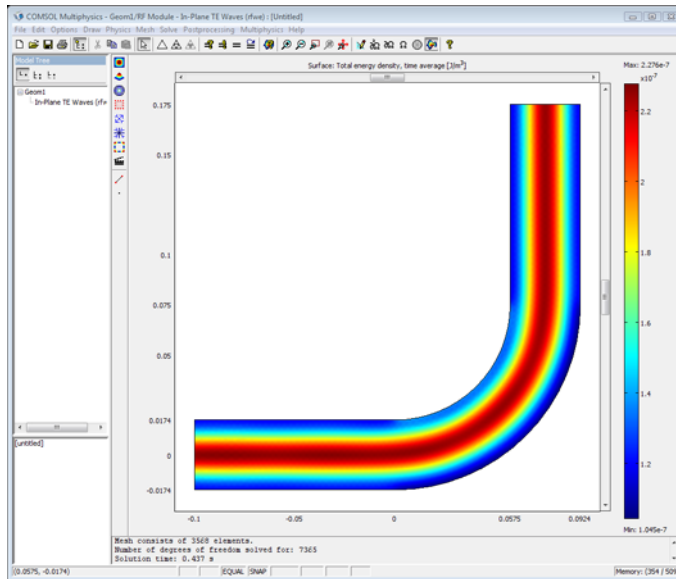 COMSOL Multiphysics - Geom1/RF Module - In-Plane TE Waves (rfwe) : [Untitled]
File Edit Options Draw Physics Mesh Solve Postprocessing Multiphysics Help
Model Tree
Geom1
In-Plane TE Waves (rfw
[untitled]
Surface: Total energy density, time average [J/m³]
0.175
0.15
0.1
0.075
0.05
0.0174
0
-0.0174
-0.1
-0.05
0
0.0575
0.0924
Max: 2.276e-7
×10⁻⁷
2.2
2
1.8
1.6
1.4
1.2
Min: 1.045e-7
Mesh consists of 3568 elements.
Number of degrees of freedom solved for: 7365
Solution time: 0.437 s
(0.0575, -0.0174)
EQUAL SNAP
Memory: (354 / 509